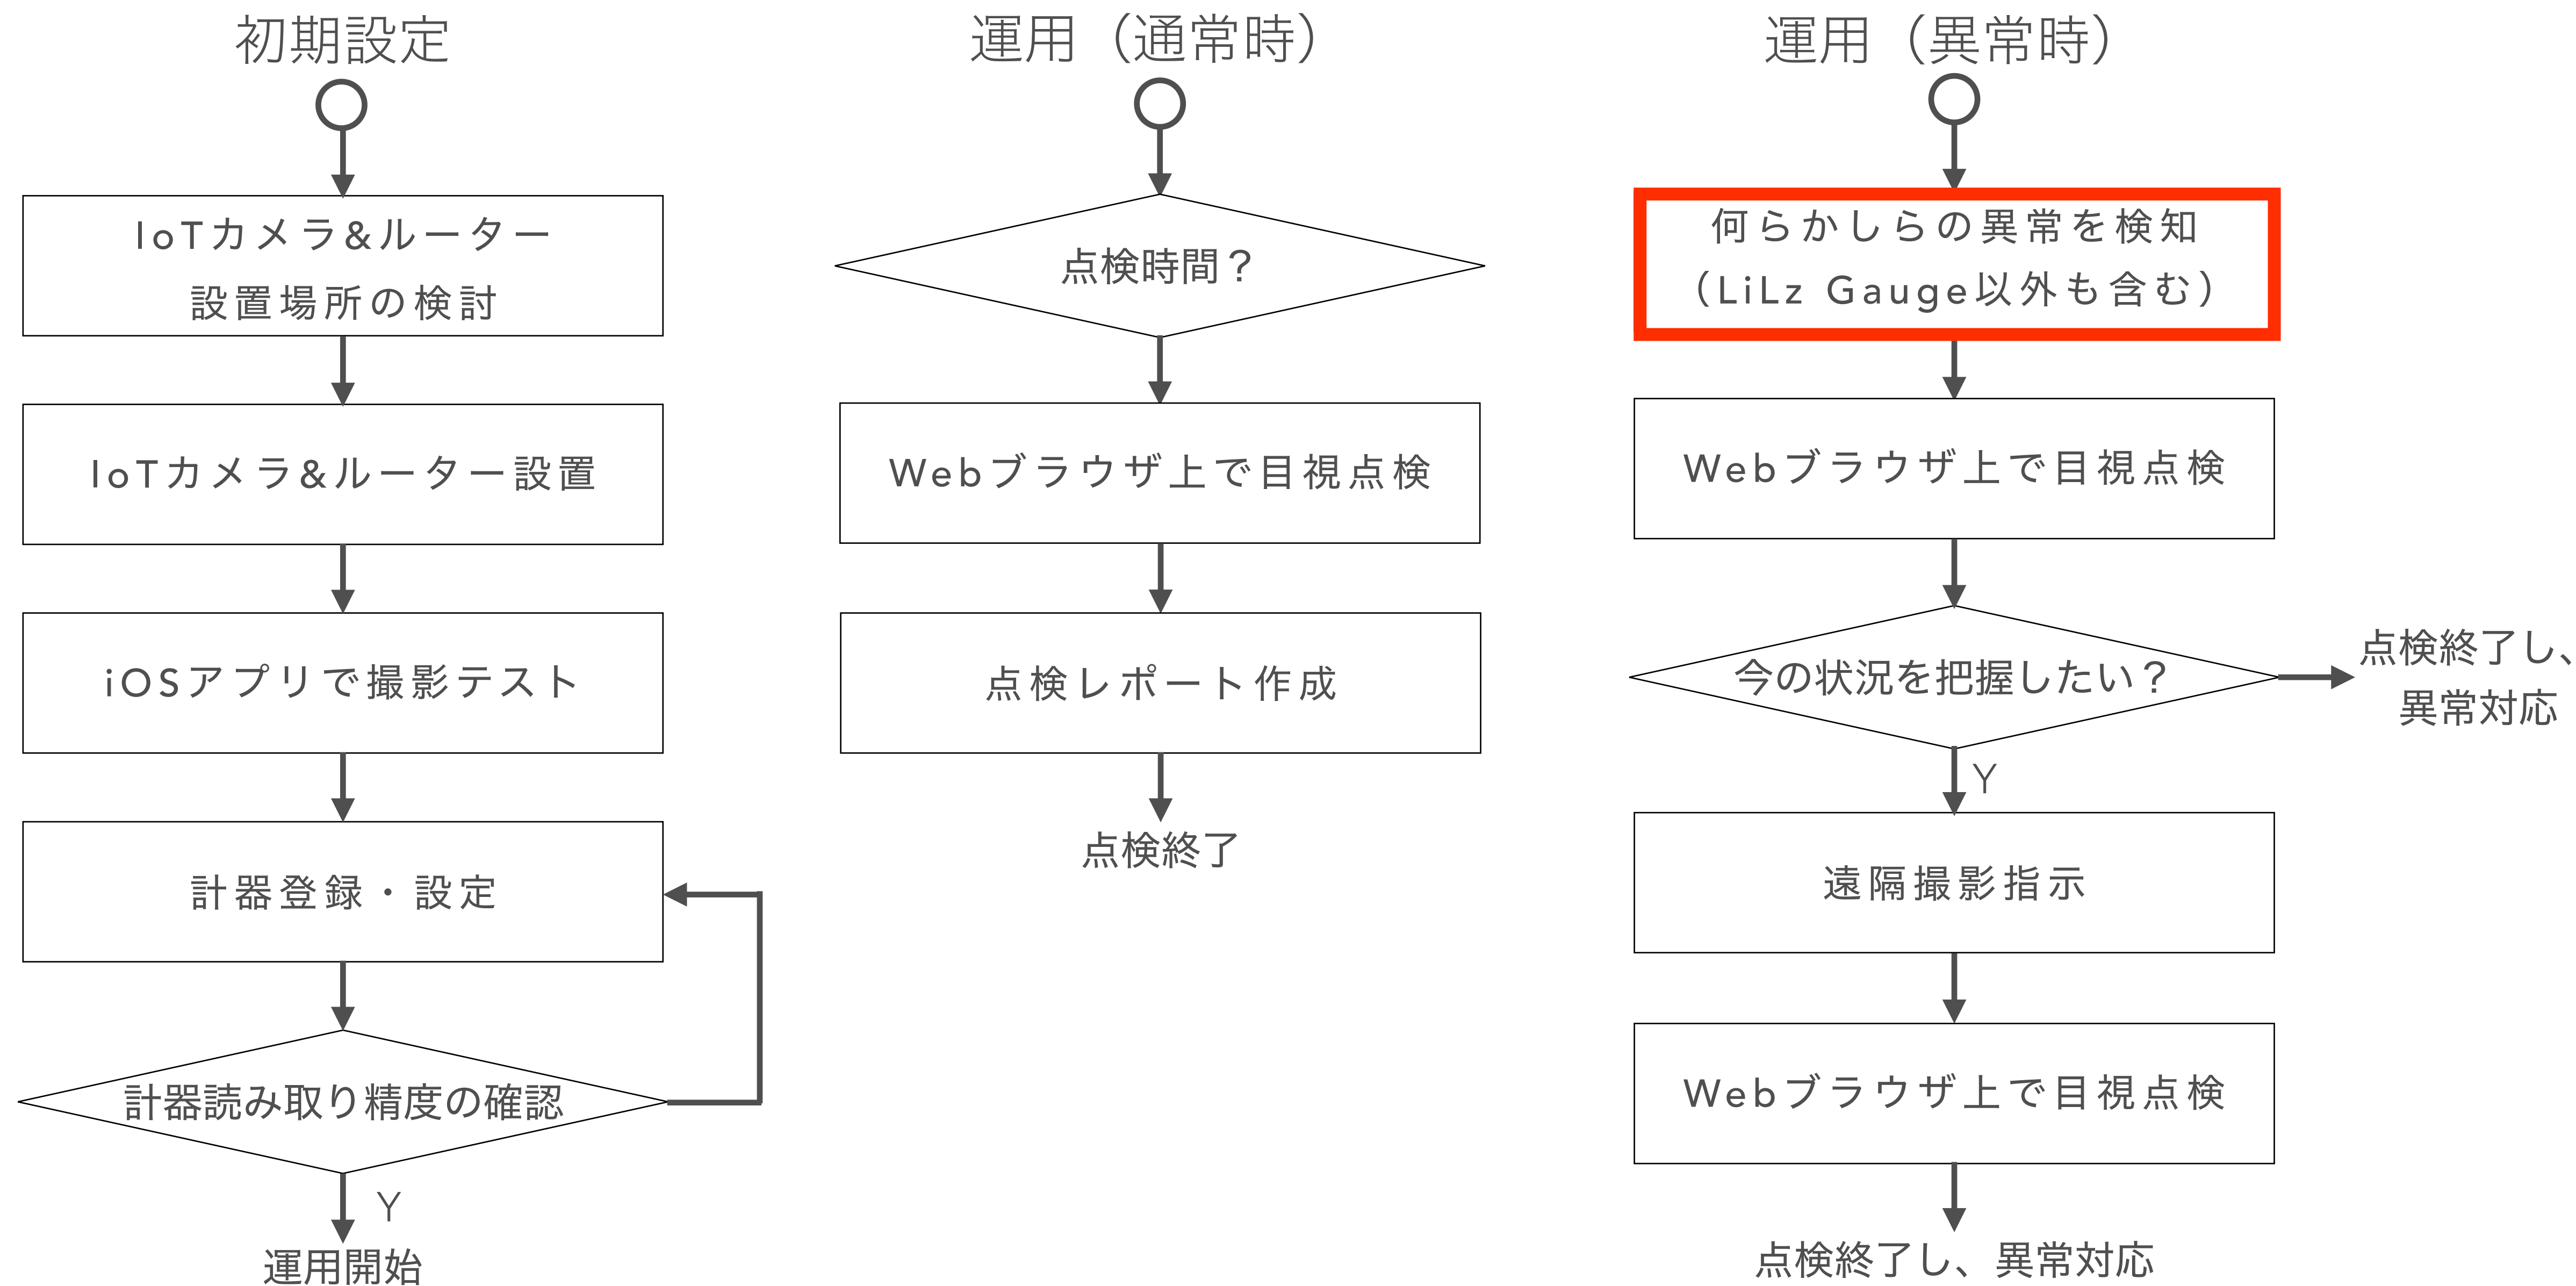 初期設定
IoTカメラ&ルーター
設置場所の検討
IoTカメラ&ルーター設置
iOSアプリで撮影テスト
計器登録・設定
計器読み取り精度の確認
Y
運用開始
運用（通常時）
点検時間？
Webブラウザ上で目視点検
点検レポート作成
点検終了
運用（異常時）
何らかしらの異常を検知
（LiLz Gauge以外も含む）
Webブラウザ上で目視点検
今の状況を把握したい？
点検終了し、
異常対応
Y
遠隔撮影指示
Webブラウザ上で目視点検
点検終了し、異常対応